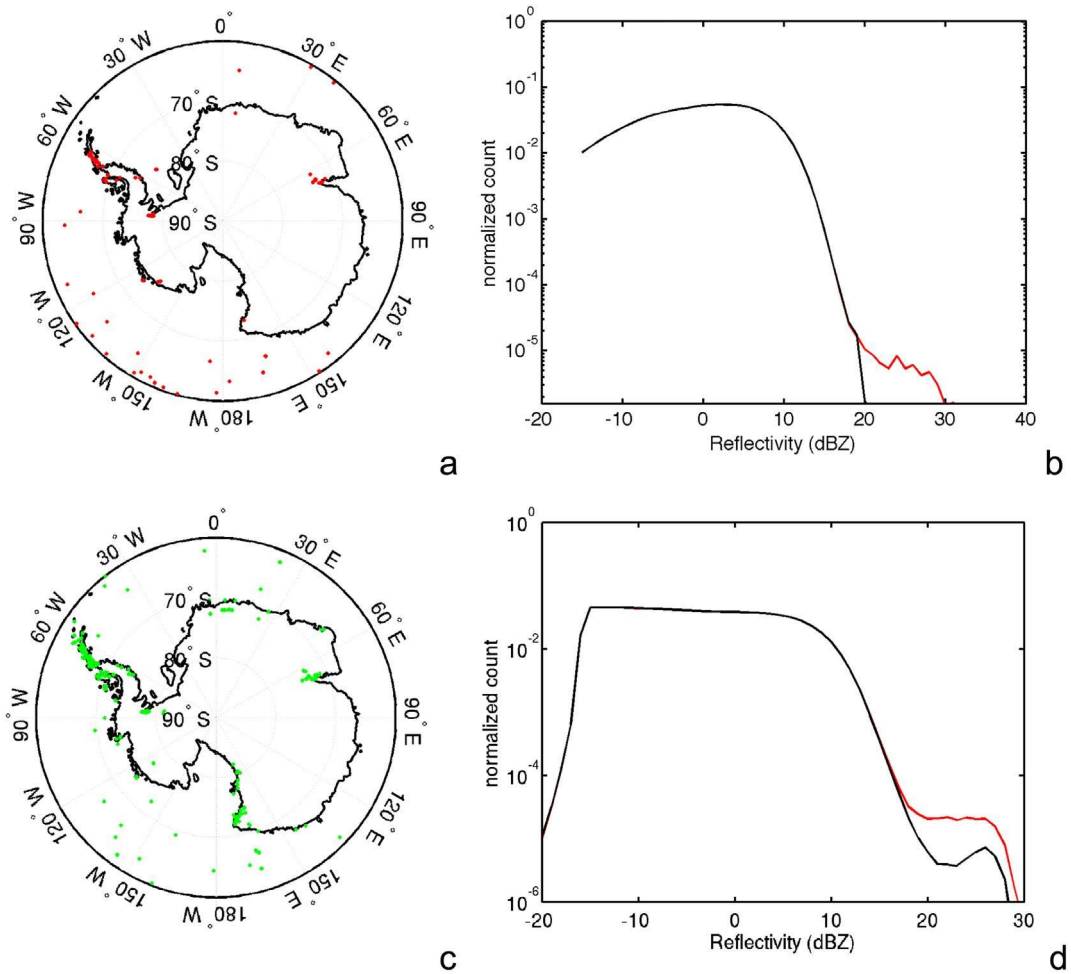 0°
30° W
30° E
60° W
60° E
70° S
80° S
90° S
90° W
90° E
120° W
120° E
150° W
150° E
180° W
a
10^0
10^-1
10^-2
10^-3
10^-4
10^-5
normalized count
-20 -10 0 10 20 30 40
Reflectivity (dBZ)
b
0°
30° W
30° E
60° W
60° E
70° S
80° S
90° S
90° W
90° E
120° W
120° E
150° W
150° E
180° W
c
10^0
10^-2
10^-4
10^-6
normalized count
-20 -10 0 10 20 30
Reflectivity (dBZ)
d